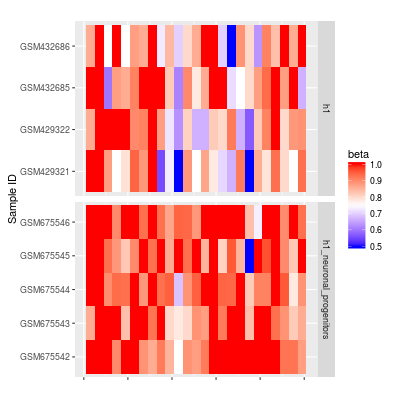 GSM432686
GSM432685
GSM429322
GSM429321
h1
GSM675546
GSM675545
GSM675544
GSM675543
GSM675542
h1_neuronal_progenitors
Sample ID
beta
1.0
0.9
0.8
0.7
0.6
0.5